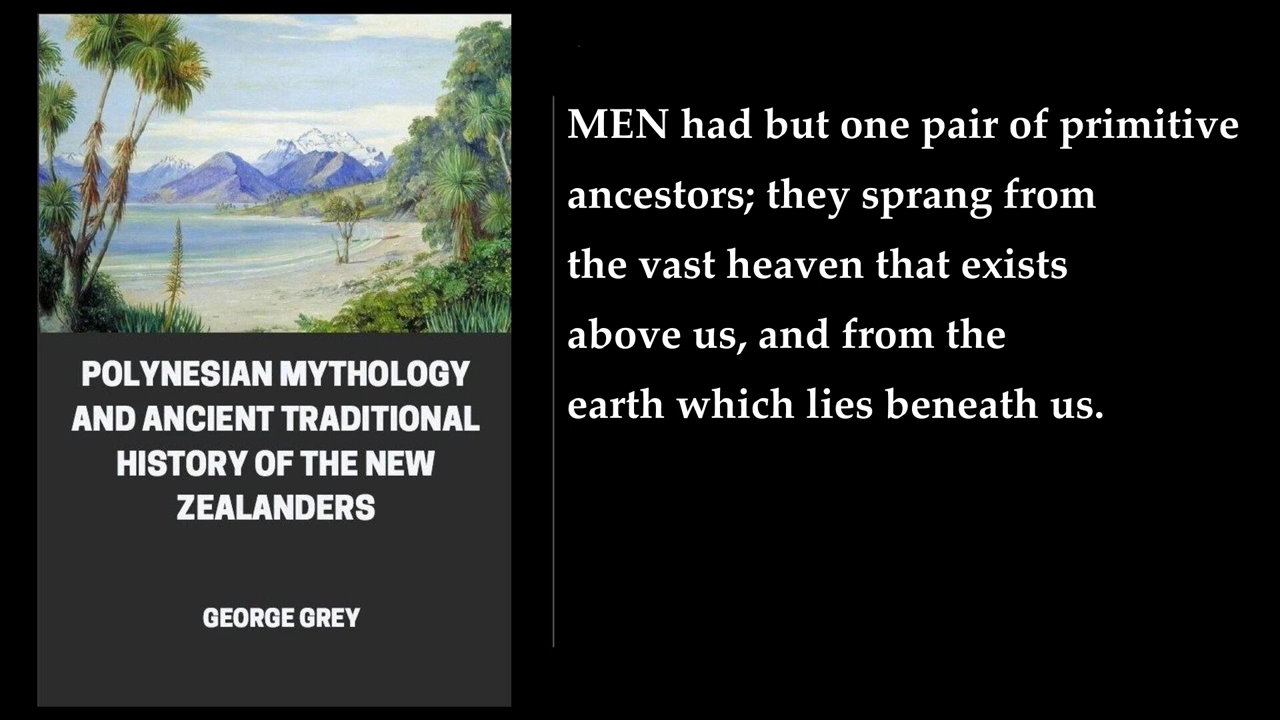 POLYNESIAN MYTHOLOGY
AND ANCIENT TRADITIONAL
HISTORY OF THE NEW
ZEALANDERS
GEORGE GREY
MEN had but one pair of primitive
ancestors; they sprang from
the vast heaven that exists
above us, and from the
earth which lies beneath us.